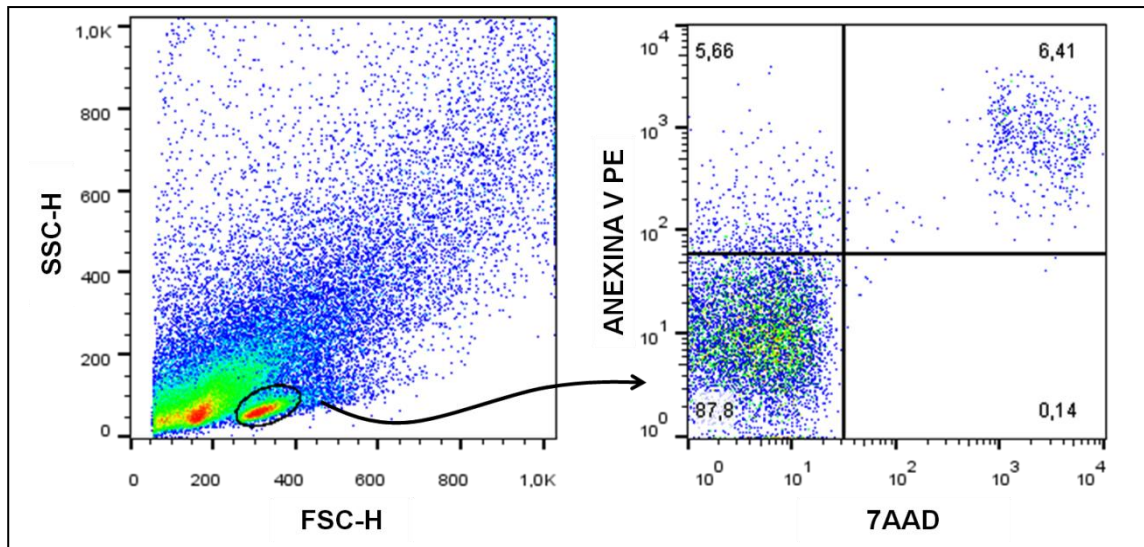 1,0K
800
600
400
200
0
SSC-H
0 200 400 600 800 1,0K
FSC-H
10^4
10^3
10^2
10^1
10^0
ANEXINA V PE
5,66 6,41
87,8 0,14
10^0 10^1 10^2 10^3 10^4
7AAD